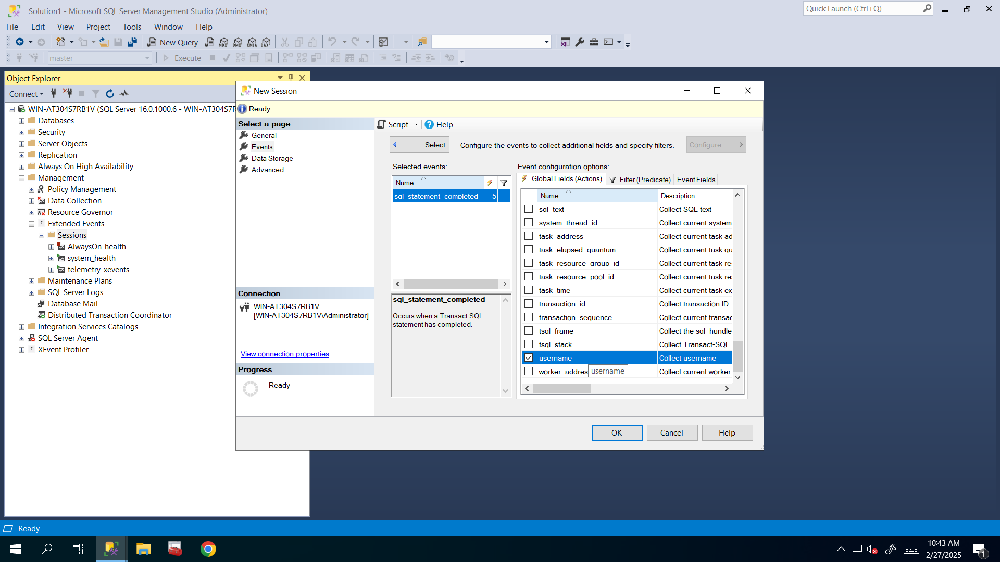 Solution1 - Microsoft SQL Server Management Studio (Administrator)
Quick Launch (Ctrl+Q)
File Edit View Project Tools Window Help
New Query MDX DMX XMLA DAX
master Execute
Object Explorer
Connect
WIN-AT304S7RB1V (SQL Server 16.0.1000.6 - WIN-AT304S7R
Databases
Security
Server Objects
Replication
Always On High Availability
Management
Policy Management
Data Collection
Resource Governor
Extended Events
Sessions
AlwaysOn_health
system_health
telemetry_xevents
Maintenance Plans
SQL Server Logs
Database Mail
Distributed Transaction Coordinator
Integration Services Catalogs
SQL Server Agent
XEvent Profiler
New Session
Ready
Select a page
General
Events
Data Storage
Advanced
Connection
WIN-AT304S7RB1V
[WIN-AT304S7RB1V\Administrator]
View connection properties
Progress
Ready
Script Help
Select Configure the events to collect additional fields and specify filters. Configure
Selected events:
Name
sql_statement_completed 5
sql_statement_completed
Occurs when a Transact-SQL
statement has completed.
Event configuration options:
Global Fields (Actions) Filter (Predicate) Event Fields
Name Description
sql_text Collect SQL text
system_thread_id Collect current system
task_address Collect current task ad
task_elapsed_quantum Collect current task qu
task_resource_group_id Collect current task res
task_resource_pool_id Collect current task res
task_time Collect current task exe
transaction_id Collect transaction ID
transaction_sequence Collect current transac
tsql_frame Collect the sql_handle
tsql_stack Collect Transact-SQL
username Collect username
worker_addres Collect current worker
username
OK Cancel Help
Ready
10:43 AM
2/27/2025
1